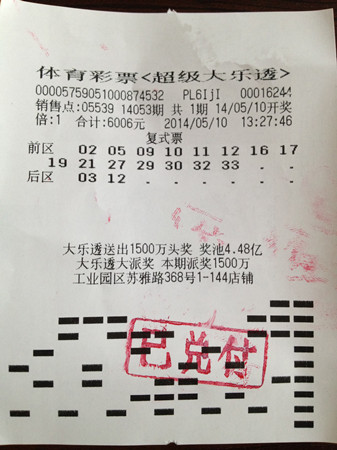 体育彩票<超级大乐透>
00005759051000874532 PL6IjI 00016244
销售点:05539 14053期 共1期 14/05/10开奖
倍:1 合计:6006元 2014/05/10 13:27:46
复式票
前区 02 05 09 10 11 12 16 17
19 21 27 29 30 32 33 .
后区 03 12 . . . . . .
大乐透送出1500万头奖 奖池4.48亿
大乐透大派奖 本期派奖1500万
工业园区苏雅路368号1-144店铺
已兑付